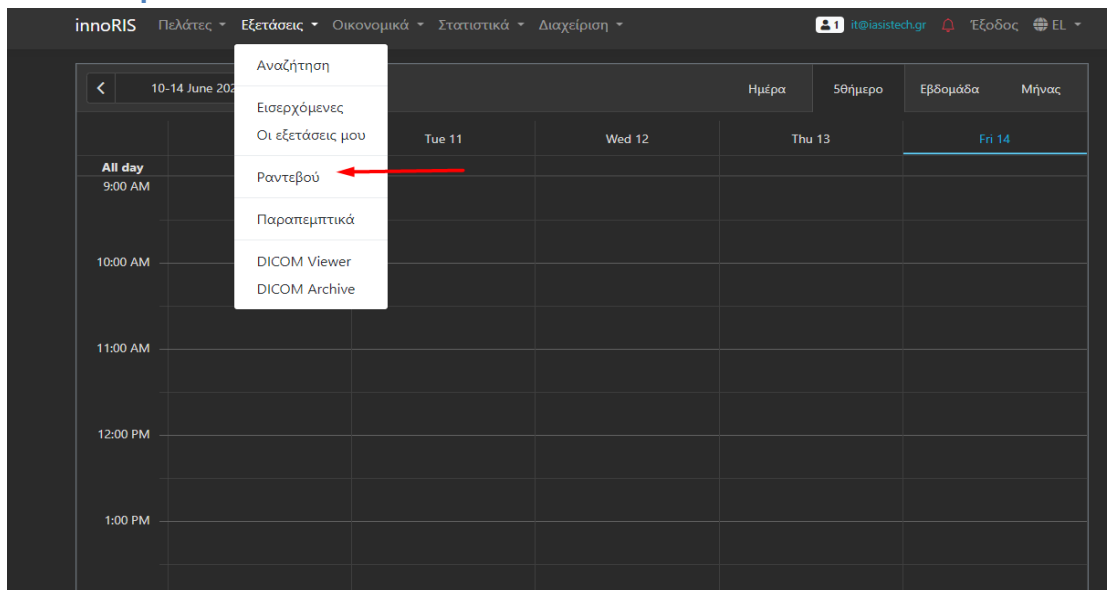 innoRIS Πελάτες Εξετάσεις Οικονομικά Στατιστικά Διαχείριση 1 it@iasistech.gr Έξοδος EL
Αναζήτηση
Εισερχόμενες
Οι εξετάσεις μου
Ραντεβού
Παραπεμπτικά
DICOM Viewer
DICOM Archive
10-14 June 202
Ημέρα 5θήμερο Εβδομάδα Μήνας
Tue 11 Wed 12 Thu 13 Fri 14
All day
9:00 AM
10:00 AM
11:00 AM
12:00 PM
1:00 PM